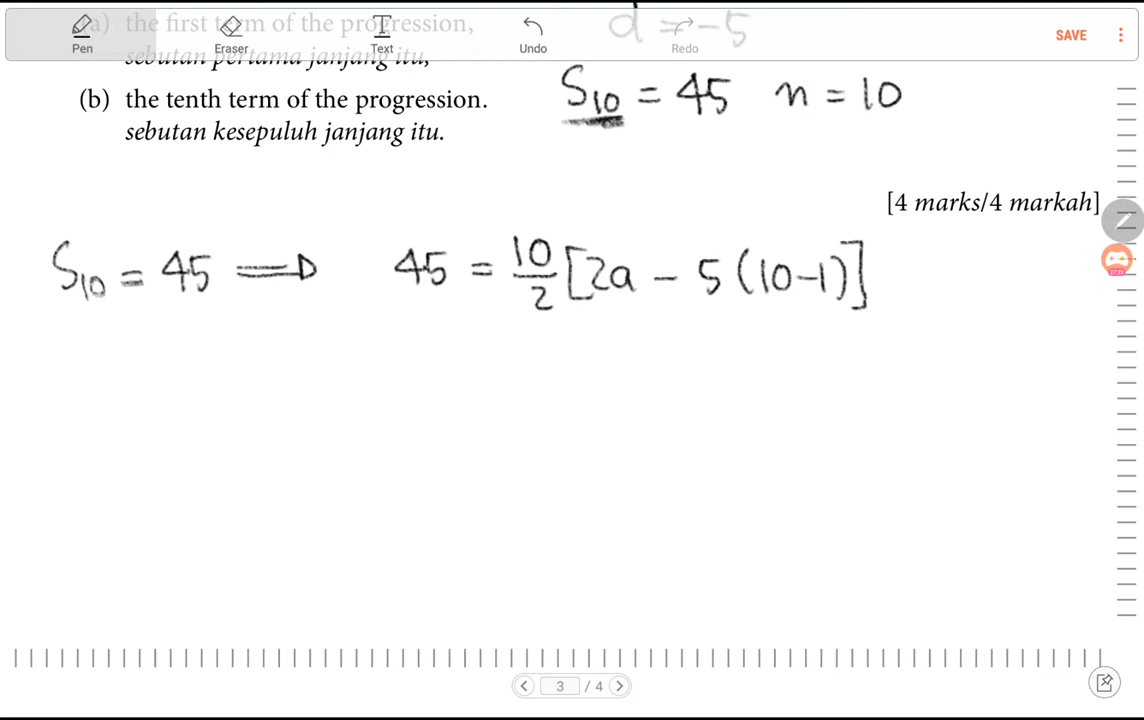 a) the first term of the progression,
d = -5
Pen
Eraser
Text
Undo
Redo
SAVE
sebutan pertama janjang itu,
(b) the tenth term of the progression.
S₁₀ = 45 n = 10
sebutan kesepuluh janjang itu.
[4 marks/4 markah]
S₁₀ = 45 ⟹ 45 = 10/2 [2a - 5 (10-1)]
3 / 4